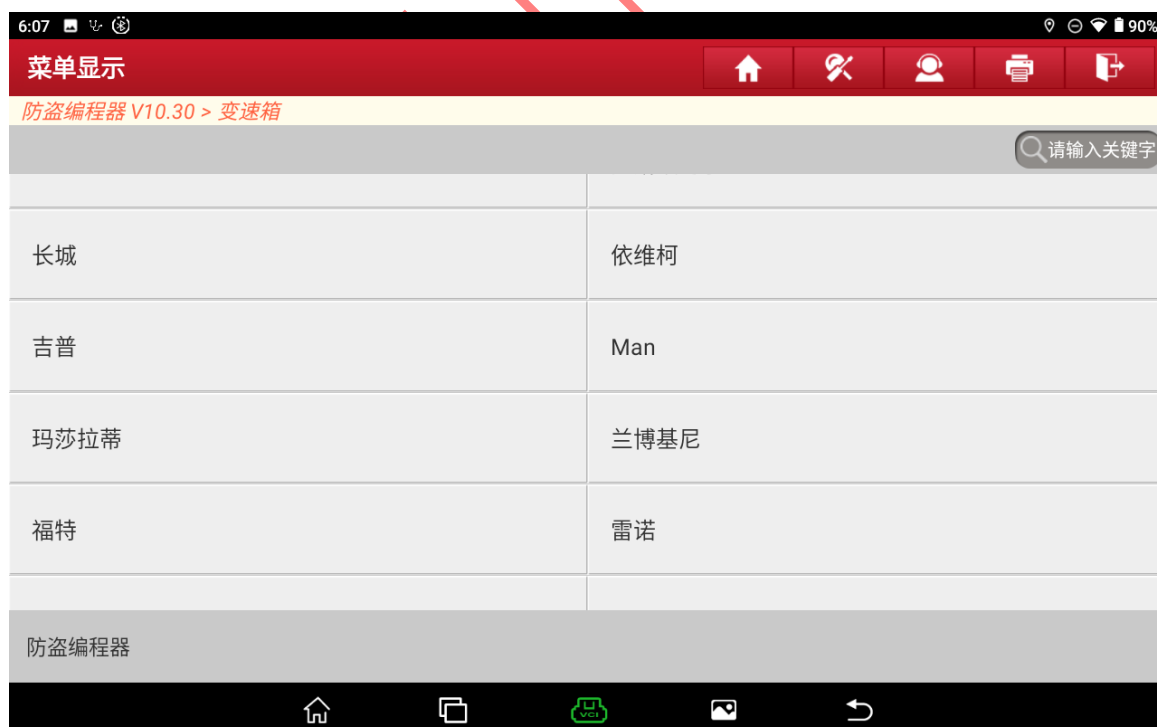 6:07 90%
菜单显示
防盗编程器 V10.30 > 变速箱
请输入关键字
长城 依维柯
吉普 Man
玛莎拉蒂 兰博基尼
福特 雷诺
防盗编程器
VCI